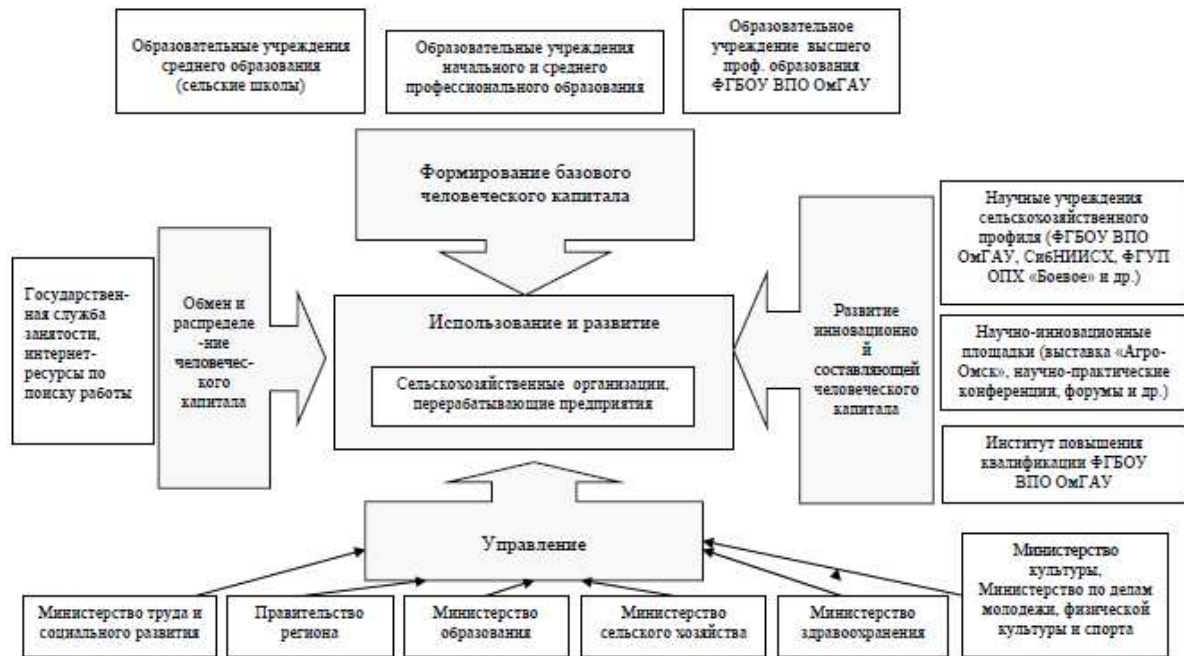 Образовательные учреждения
среднего образования
(сельские школы)
Образовательные учреждения
начального и среднего
профессионального образования
Образовательное
учреждение высшего
проф. образования
ФГБОУ ВПО ОмГАУ
Формирование базового
человеческого капитала
Государствен-
ная служба
занятости,
интернет-
ресурсы по
поиску работы
Обмен и
распределе
-ние
человечес-
кого
капитала
Использование и развитие
Сельскохозяйственные организации,
перерабатывающие предприятия
Развитие
инновационно
й
составляющей
человеческого
капитала
Научные учреждения
сельскохозяйственного
профиля (ФГБОУ ВПО
ОмГАУ, СибНИИСХ, ФГУП
ОПХ «Боевое» и др.)
Научно-инновационные
площадки (выставка «Агро-
Омск», научно-практические
конференции, форумы и др.)
Институт повышения
квалификации ФГБОУ
ВПО ОмГАУ
Управление
Министерство труда и
социального развития
Правительство
региона
Министерство
образования
Министерство
сельского хозяйства
Министерство
здравоохранения
Министерство
культуры,
Министерство по делам
молодежи, физической
культуры и спорта